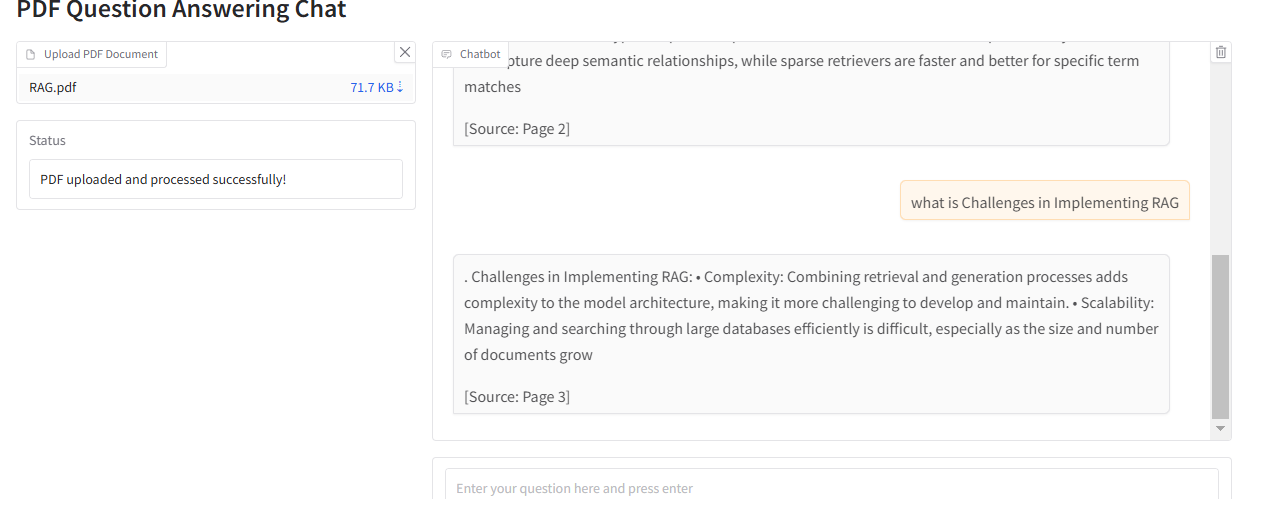 PDF Question Answering Chat
Upload PDF Document
RAG.pdf
71.7 KB
Status
PDF uploaded and processed successfully!
Chatbot
pture deep semantic relationships, while sparse retrievers are faster and better for specific term
matches
[Source: Page 2]
what is Challenges in Implementing RAG
. Challenges in Implementing RAG: • Complexity: Combining retrieval and generation processes adds
complexity to the model architecture, making it more challenging to develop and maintain. • Scalability:
Managing and searching through large databases efficiently is difficult, especially as the size and number
of documents grow
[Source: Page 3]
Enter your question here and press enter